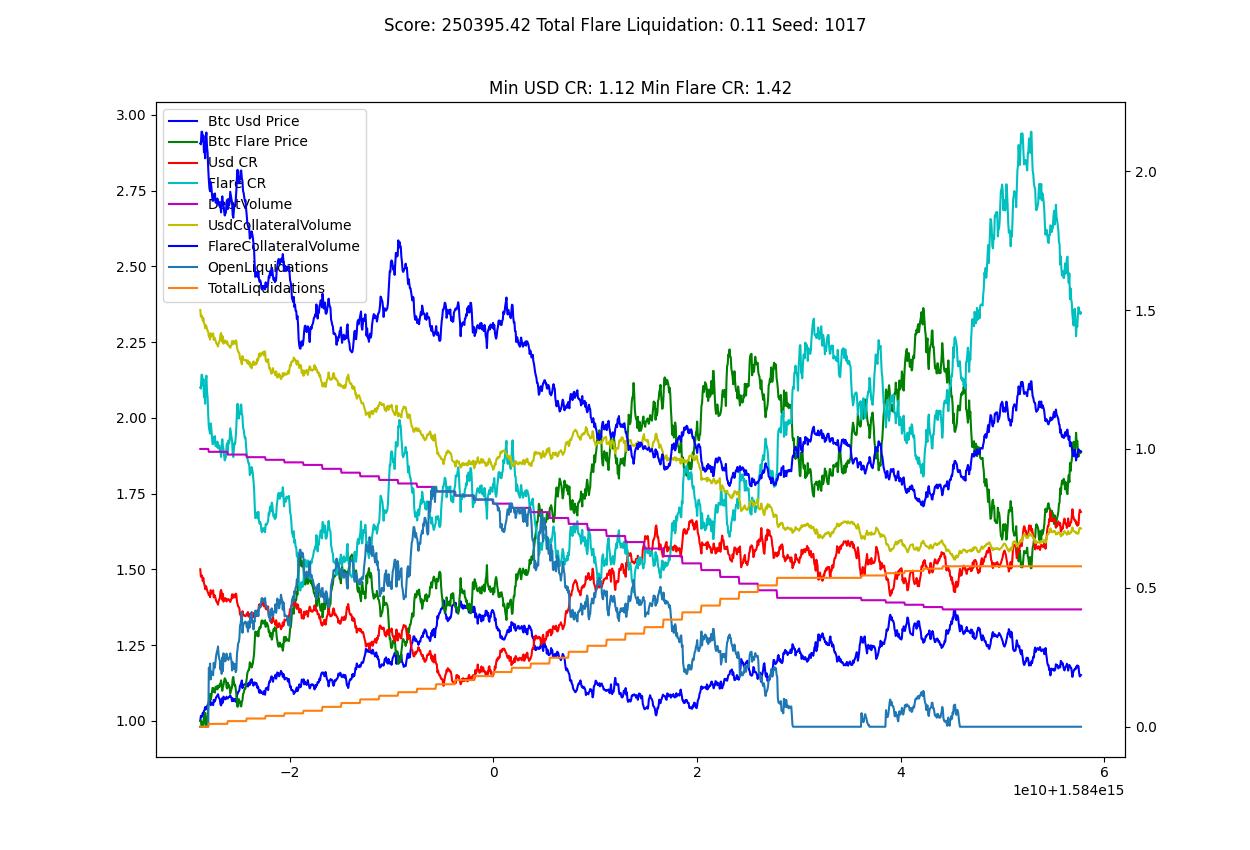 Score: 250395.42 Total Flare Liquidation: 0.11 Seed: 1017
Min USD CR: 1.12 Min Flare CR: 1.42
3.00
2.75
2.50
2.25
2.00
1.75
1.50
1.25
1.00
Btc Usd Price
Btc Flare Price
Usd CR
Flare CR
DebtVolume
UsdCollateralVolume
FlareCollateralVolume
OpenLiquidations
TotalLiquidations
2.0
1.5
1.0
0.5
0.0
−2 0 2 4 6
1e10+1.584e15